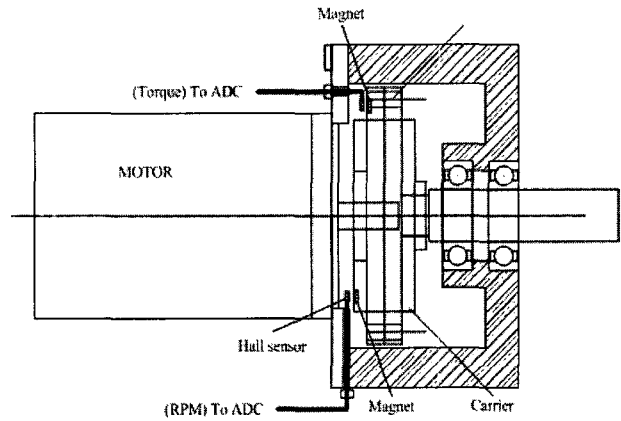 Magnet
(Torque) To ADC
MOTOR
Hall sensor
(RPM) To ADC
Magnet
Carrier